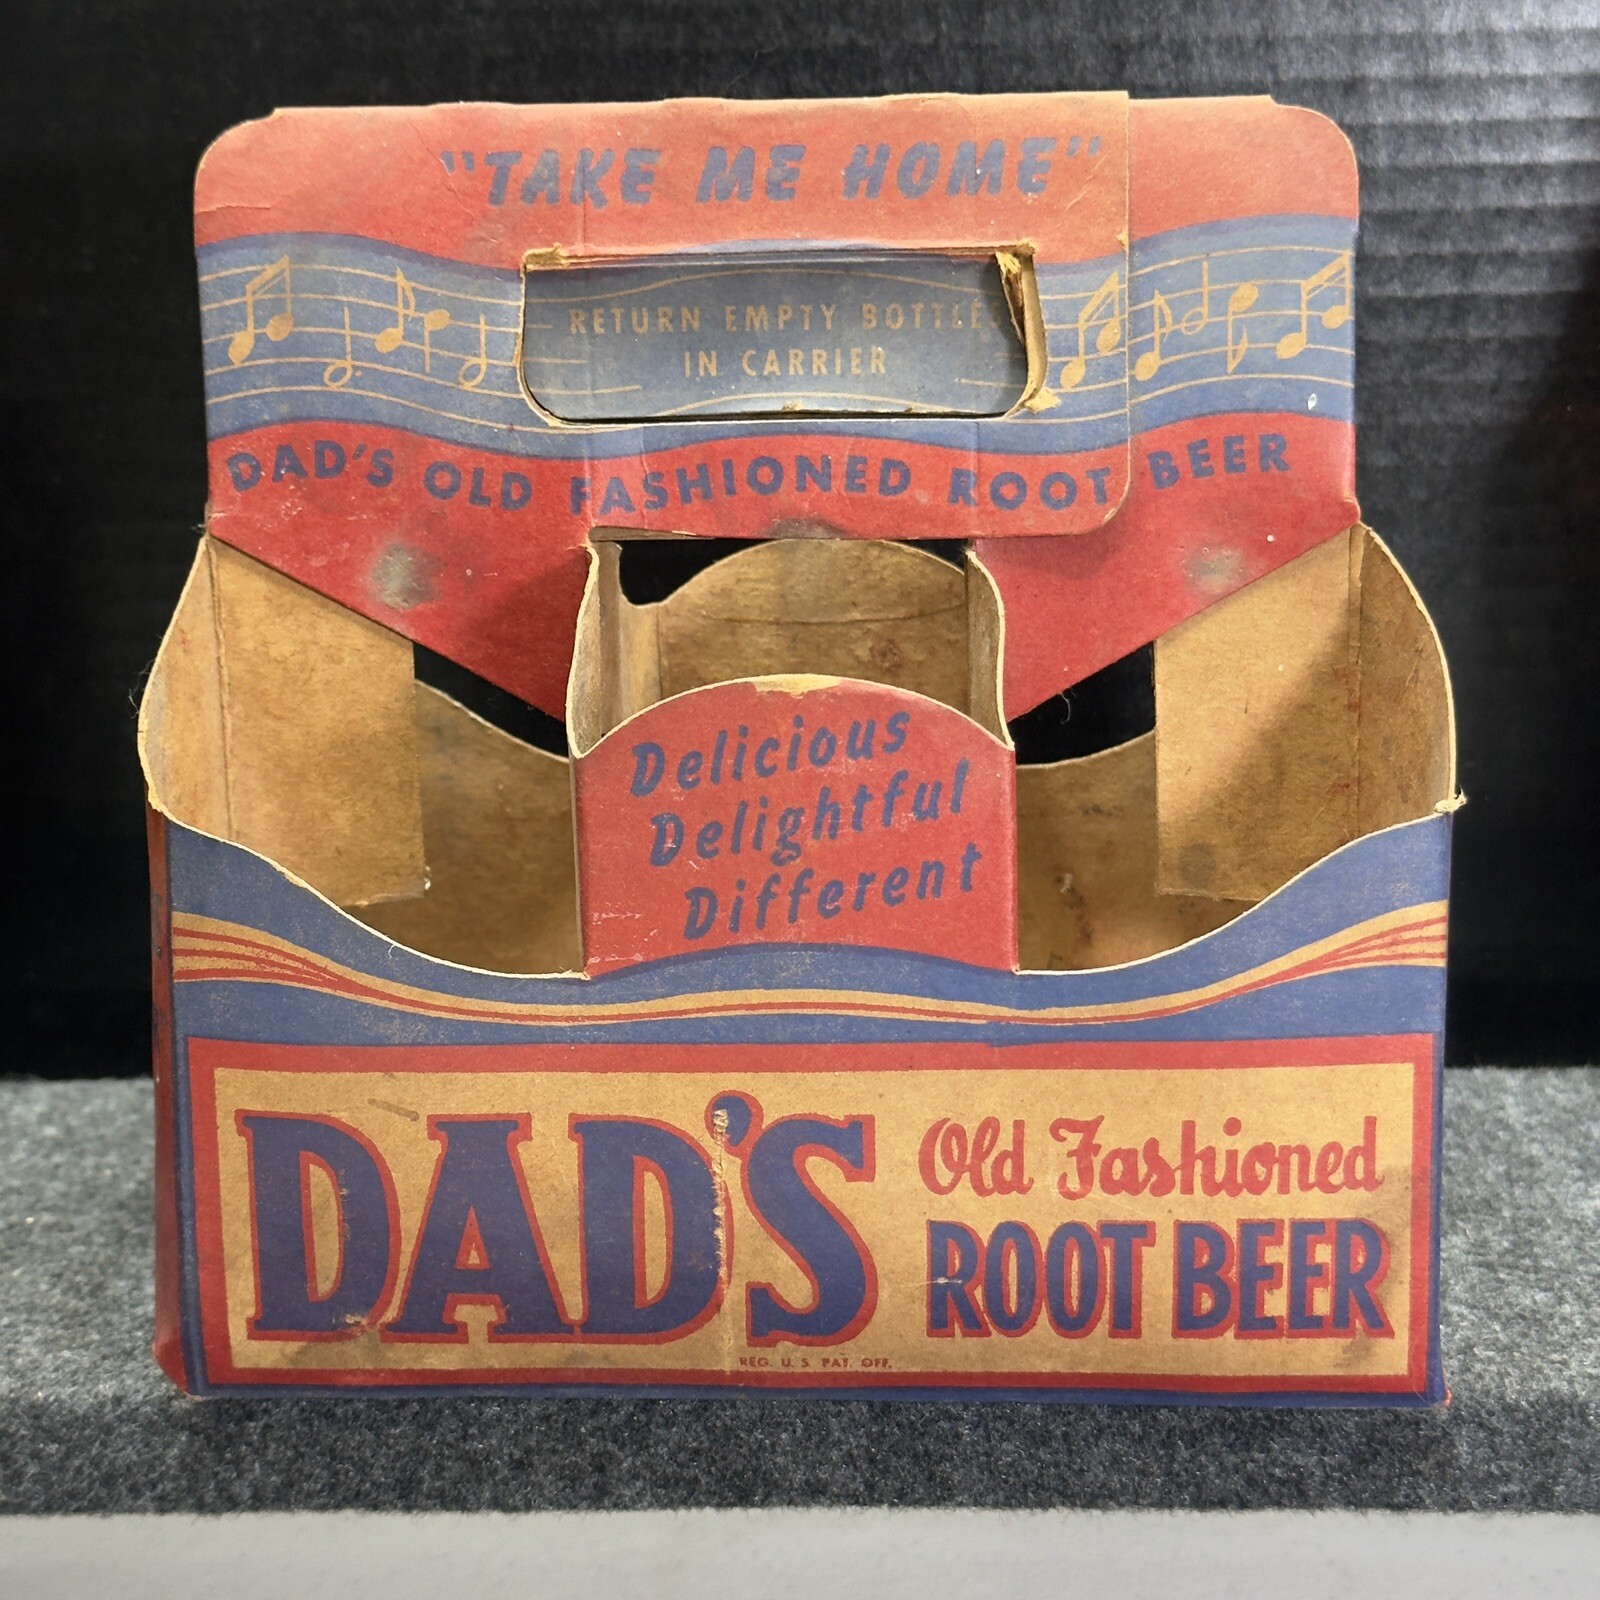 "TAKE ME HOME"
RETURN EMPTY BOTTLES
IN CARRIER
DAD'S OLD FASHIONED ROOT BEER
Delicious
Delightful
Different
DAD'S
Old Fashioned
ROOT BEER
REG. U. S. PAT. OFF.